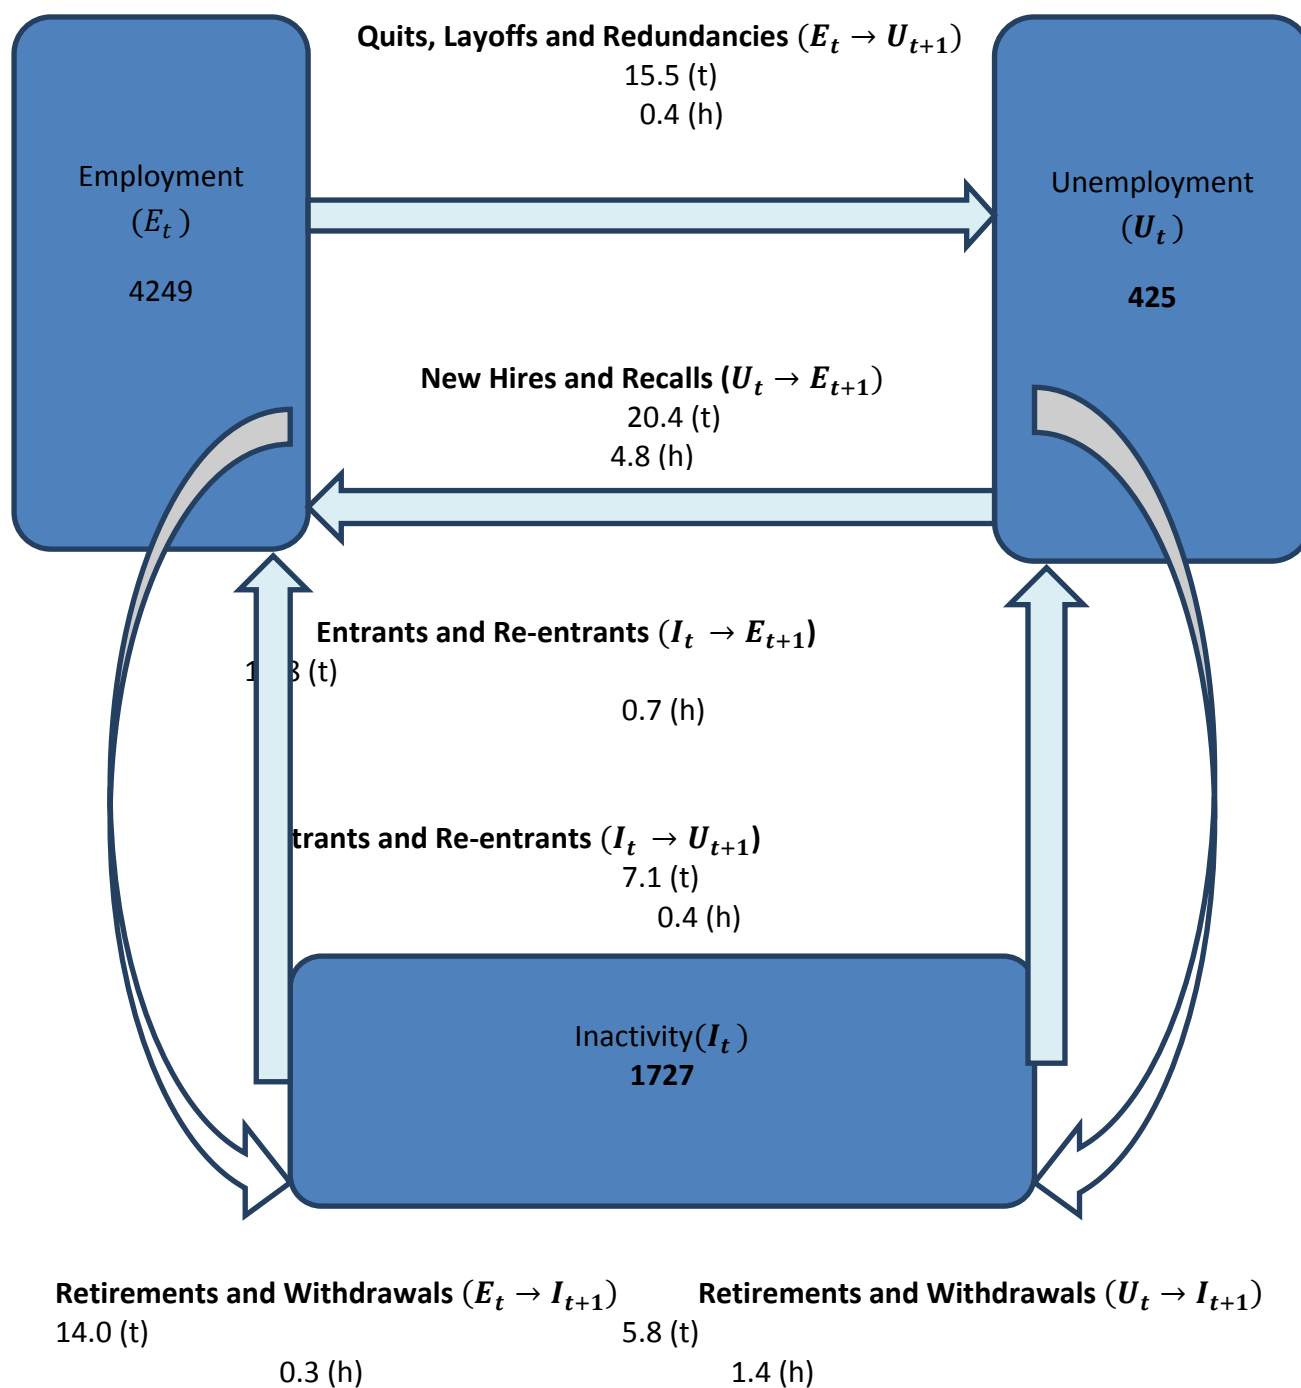 Quits, Layoffs and Redundancies (E_t → U_{t+1})
15.5 (t)
0.4 (h)
Employment
(E_t)
4249
Unemployment
(U_t)
425
New Hires and Recalls (U_t → E_{t+1})
20.4 (t)
4.8 (h)
Entrants and Re-entrants (I_t → E_{t+1})
(t)
0.7 (h)
and Re-entrants (I_t → U_{t+1})
7.1 (t)
0.4 (h)
Inactivity(I_t)
1727
Retirements and Withdrawals (E_t → I_{t+1}) Retirements and Withdrawals (U_t → I_{t+1})
14.0 (t) 5.8 (t)
0.3 (h) 1.4 (h)